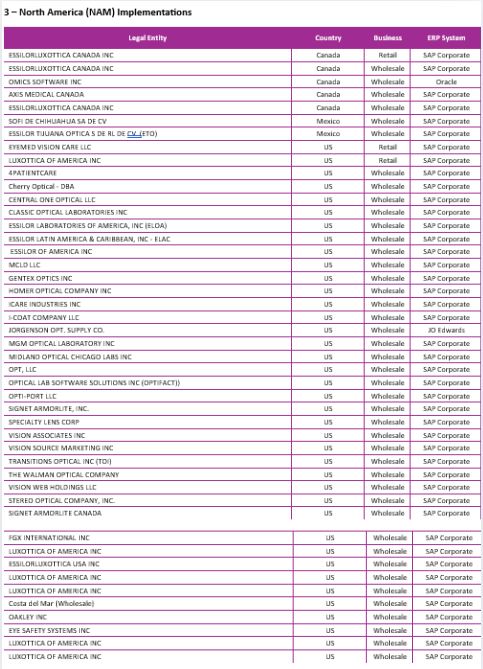 3 – North America (NAM) Implementations
Legal Entity Country Business ERP System
ESSILORLUXOTTICA CANADA INC Canada Retail SAP Corporate
ESSILORLUXOTTICA CANADA INC Canada Wholesale SAP Corporate
OMICS SOFTWARE INC Canada Wholesale Oracle
AXIS MEDICAL CANADA Canada Wholesale SAP Corporate
ESSILORLUXOTTICA CANADA INC Canada Wholesale SAP Corporate
SOFI DE CHIHUAHUA SA DE CV Mexico Wholesale SAP Corporate
ESSILOR TIJUANA OPTICA S DE RL DE CV (ETO) Mexico Wholesale SAP Corporate
EYEMED VISION CARE LLC US Retail SAP Corporate
LUXOTTICA OF AMERICA INC US Retail SAP Corporate
4PATIENTCARE US Wholesale SAP Corporate
Cherry Optical - DBA US Wholesale SAP Corporate
CENTRAL ONE OPTICAL LLC US Wholesale SAP Corporate
CLASSIC OPTICAL LABORATORIES INC US Wholesale SAP Corporate
ESSILOR LABORATORIES OF AMERICA, INC (ELOA) US Wholesale SAP Corporate
ESSILOR LATIN AMERICA & CARIBBEAN, INC - ELAC US Wholesale SAP Corporate
ESSILOR OF AMERICA INC US Wholesale SAP Corporate
MCLD LLC US Wholesale SAP Corporate
GENTEX OPTICS INC US Wholesale SAP Corporate
HOMER OPTICAL COMPANY INC US Wholesale SAP Corporate
ICARE INDUSTRIES INC US Wholesale SAP Corporate
I-COAT COMPANY LLC US Wholesale SAP Corporate
JORGENSON OPT. SUPPLY CO. US Wholesale JD Edwards
MGM OPTICAL LABORATORY INC US Wholesale SAP Corporate
MIDLAND OPTICAL CHICAGO LABS INC US Wholesale SAP Corporate
OPT, LLC US Wholesale SAP Corporate
OPTICAL LAB SOFTWARE SOLUTIONS INC (OPTIFACT)) US Wholesale SAP Corporate
OPTI-PORT LLC US Wholesale SAP Corporate
SIGNET ARMORLITE, INC. US Wholesale SAP Corporate
SPECIALTY LENS CORP US Wholesale SAP Corporate
VISION ASSOCIATES INC US Wholesale SAP Corporate
VISION SOURCE MARKETING INC US Wholesale SAP Corporate
TRANSITIONS OPTICAL INC (TOI) US Wholesale SAP Corporate
THE WALMAN OPTICAL COMPANY US Wholesale SAP Corporate
VISION WEB HOLDINGS LLC US Wholesale SAP Corporate
STEREO OPTICAL COMPANY, INC. US Wholesale SAP Corporate
SIGNET ARMORLITE CANADA US Wholesale SAP Corporate
FGX INTERNATIONAL INC US Wholesale SAP Corporate
LUXOTTICA OF AMERICA INC US Wholesale SAP Corporate
ESSILORLUXOTTICA USA INC US Wholesale SAP Corporate
LUXOTTICA OF AMERICA INC US Wholesale SAP Corporate
LUXOTTICA OF AMERICA INC US Wholesale SAP Corporate
Costa del Mar (Wholesale) US Wholesale SAP Corporate
OAKLEY INC US Wholesale SAP Corporate
EYE SAFETY SYSTEMS INC US Wholesale SAP Corporate
LUXOTTICA OF AMERICA INC US Wholesale SAP Corporate
LUXOTTICA OF AMERICA INC US Wholesale SAP Corporate